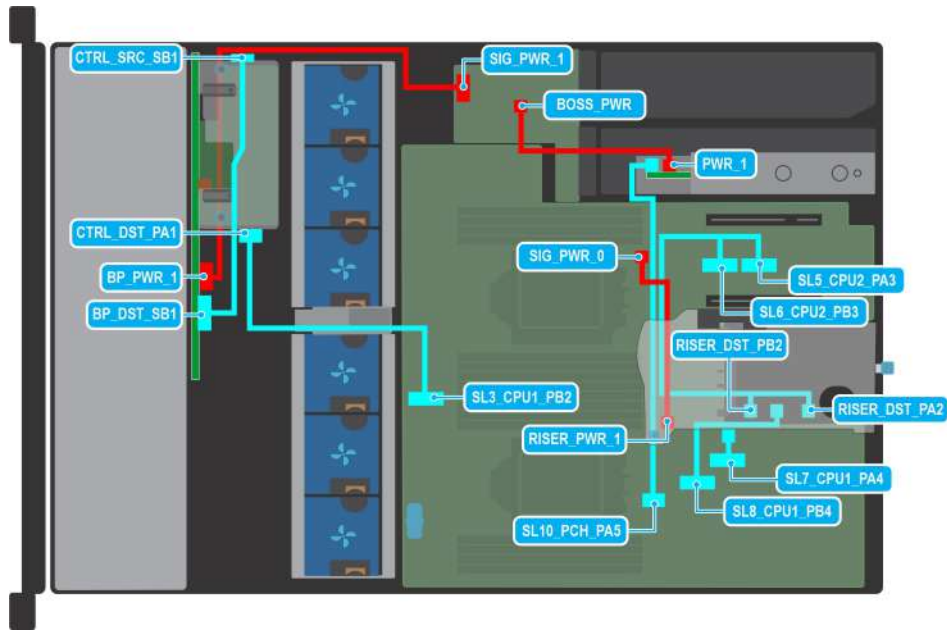 CTRL_SRC_SB1
SIG_PWR_1
BOSS_PWR
PWR_1
CTRL_DST_PA1
SIG_PWR_0
BP_PWR_1
SL5_CPU2_PA3
BP_DST_SB1
SL6_CPU2_PB3
RISER_DST_PB2
SL3_CPU1_PB2
RISER_DST_PA2
RISER_PWR_1
SL7_CPU1_PA4
SL8_CPU1_PB4
SL10_PCH_PA5